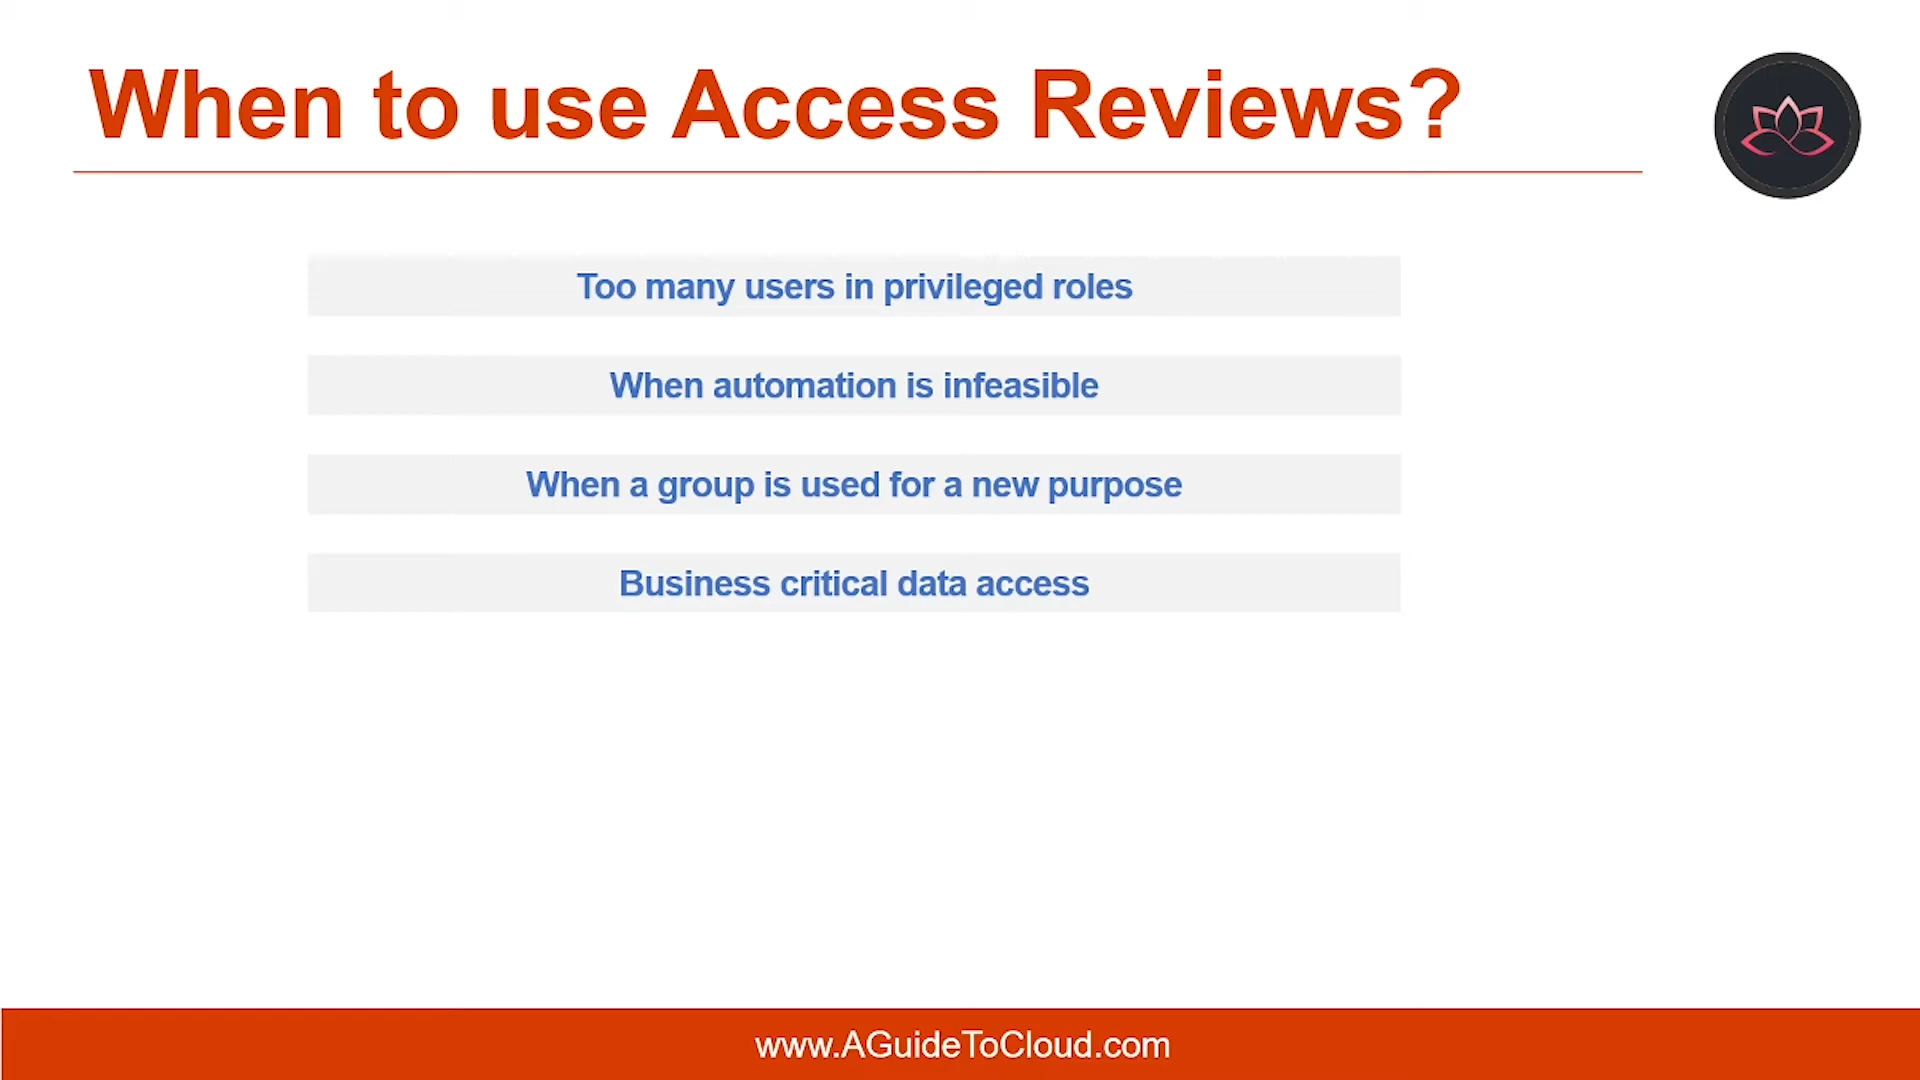 When to use Access Reviews?
Too many users in privileged roles
When automation is infeasible
When a group is used for a new purpose
Business critical data access
www.AGuideToCloud.com